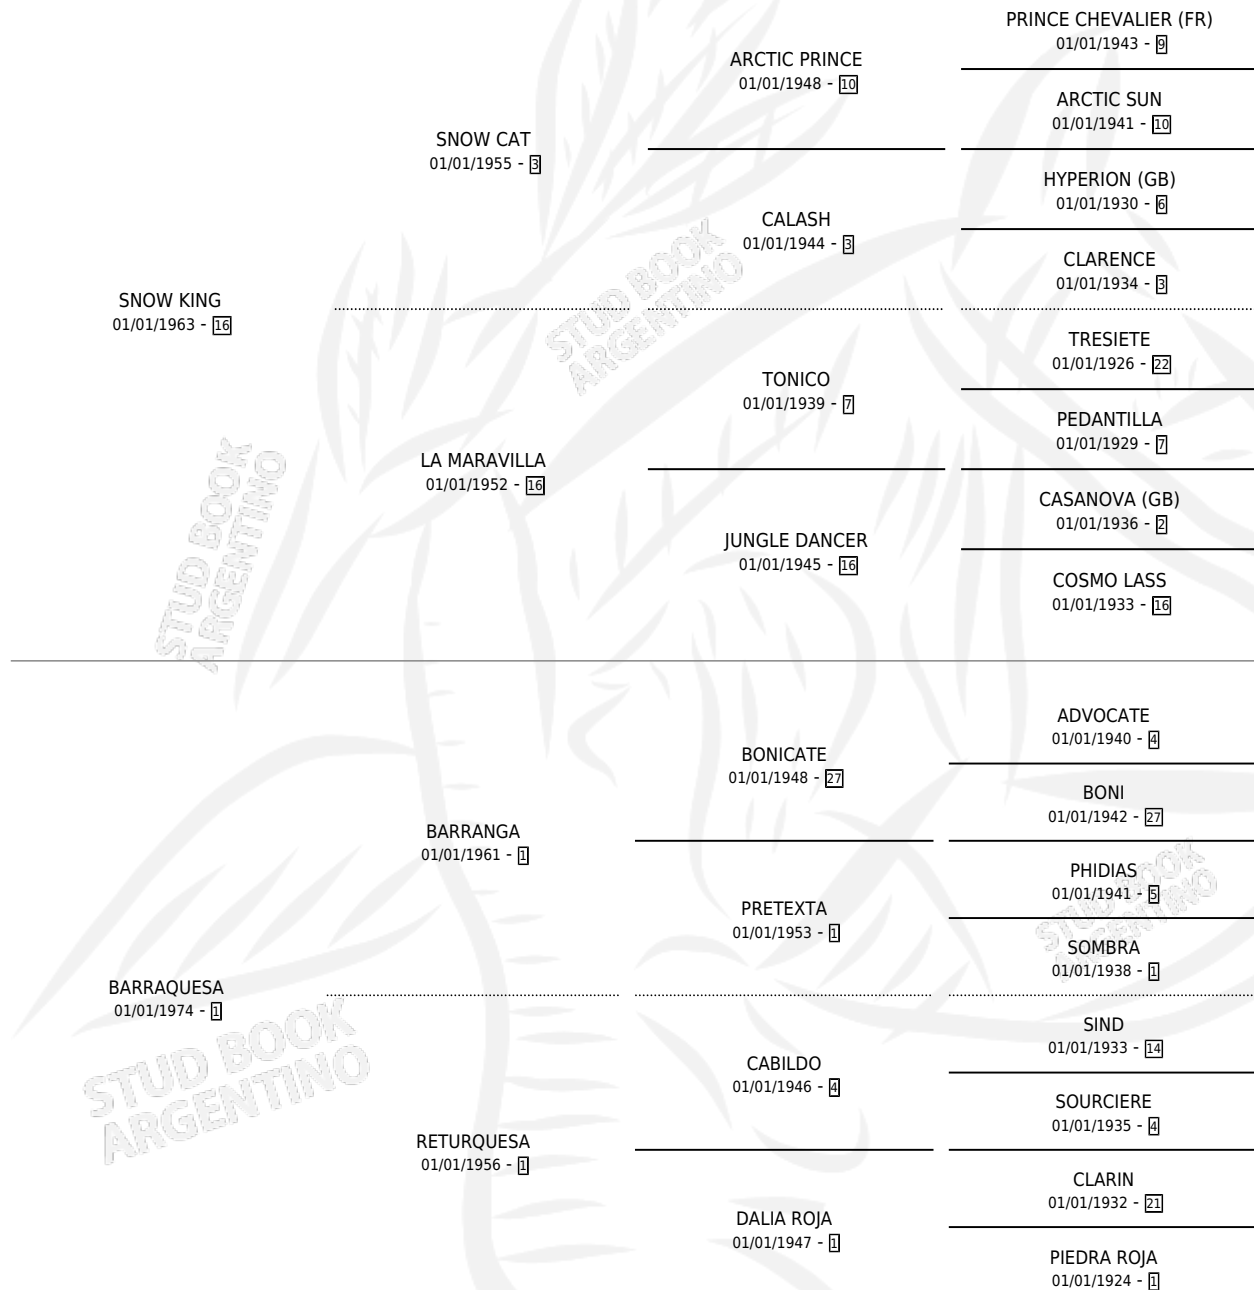 PRINCE CHEVALIER (FR)
01/01/1943 - 9
ARCTIC PRINCE
01/01/1948 - 10
ARCTIC SUN
01/01/1941 - 10
SNOW CAT
01/01/1955 - 3
HYPERION (GB)
01/01/1930 - 6
CALASH
01/01/1944 - 3
CLARENCE
01/01/1934 - 3
SNOW KING
01/01/1963 - 16
TRESIETE
01/01/1926 - 22
TONICO
01/01/1939 - 7
PEDANTILLA
01/01/1929 - 7
LA MARAVILLA
01/01/1952 - 16
CASANOVA (GB)
01/01/1936 - 2
JUNGLE DANCER
01/01/1945 - 16
COSMO LASS
01/01/1933 - 16
ADVOCATE
01/01/1940 - 4
BONICATE
01/01/1948 - 27
BONI
01/01/1942 - 27
BARRANGA
01/01/1961 - 1
PHIDIAS
01/01/1941 - 5
PRETEXTA
01/01/1953 - 1
SOMBRA
01/01/1938 - 1
BARRAQUESA
01/01/1974 - 1
SIND
01/01/1933 - 14
CABILDO
01/01/1946 - 4
SOURCIERE
01/01/1935 - 4
RETURQUESA
01/01/1956 - 1
CLARIN
01/01/1932 - 21
DALIA ROJA
01/01/1947 - 1
PIEDRA ROJA
01/01/1924 - 1
STUD BOOK
ARGENTINO
STUD BOOK
ARGENTINO
STUD BOOK
ARGENTINO
STUD BOOK
ARGENTINO